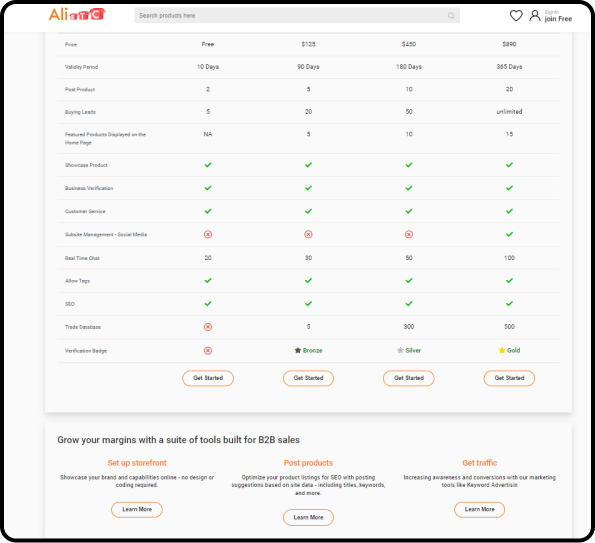 Ali STC
Search products here
SignIn
join Free
Price Free $125 $450 $890
Validity Period 10 Days 90 Days 180 Days 365 Days
Post Product 2 5 10 20
Buying Leads 5 20 50 unlimited
Featured Products Displayed on the
Home Page NA 5 10 15
Showcase Product
Business Verification
Customer Service
Subsite Management - Social Media
Real Time Chat 20 30 50 100
Allow Tags
SEO
Trade Database 5 300 500
Verification Badge Bronze Silver Gold
Get Started Get Started Get Started Get Started
Grow your margins with a suite of tools built for B2B sales
Set up storefront
Showcase your brand and capabilities online - no design or
coding required.
Learn More
Post products
Optimize your product listings for SEO with posting
suggestions based on site data - including titles, keywords,
and more.
Learn More
Get traffic
Increasing awareness and conversions with our marketing
tools like Keyword Advertisin
Learn More